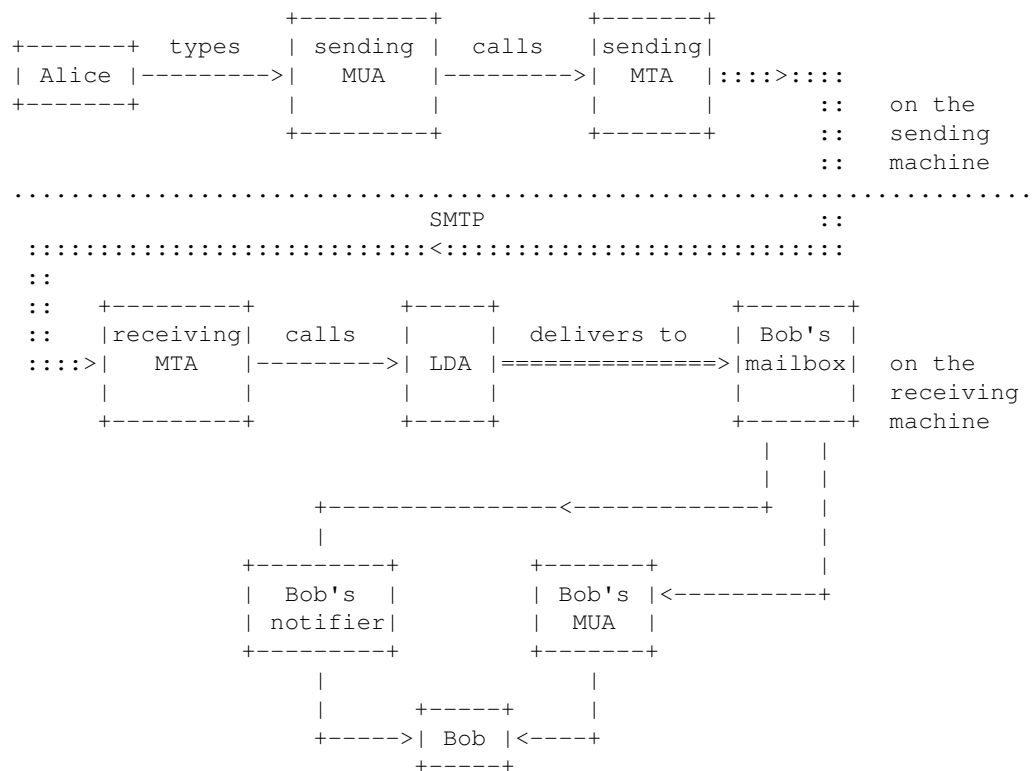 types
sending
calls
sending
Alice
MUA
MTA
on the
sending
machine
SMTP
receiving
calls
delivers to
Bob's
MTA
LDA
mailbox
on the
receiving
machine
Bob's
Bob's
notifier
MUA
Bob